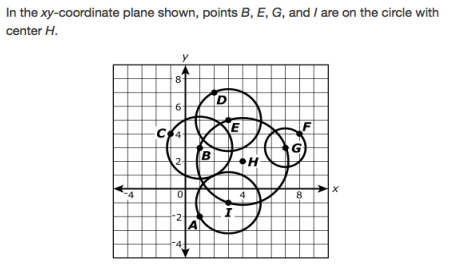 In the xy-coordinate plane shown, points B, E, G, and I are on the circle with
center H.
y
8
D
6
C 4 E F
B G
2 H
-4 0 4 8 x
I
-2
A
-4